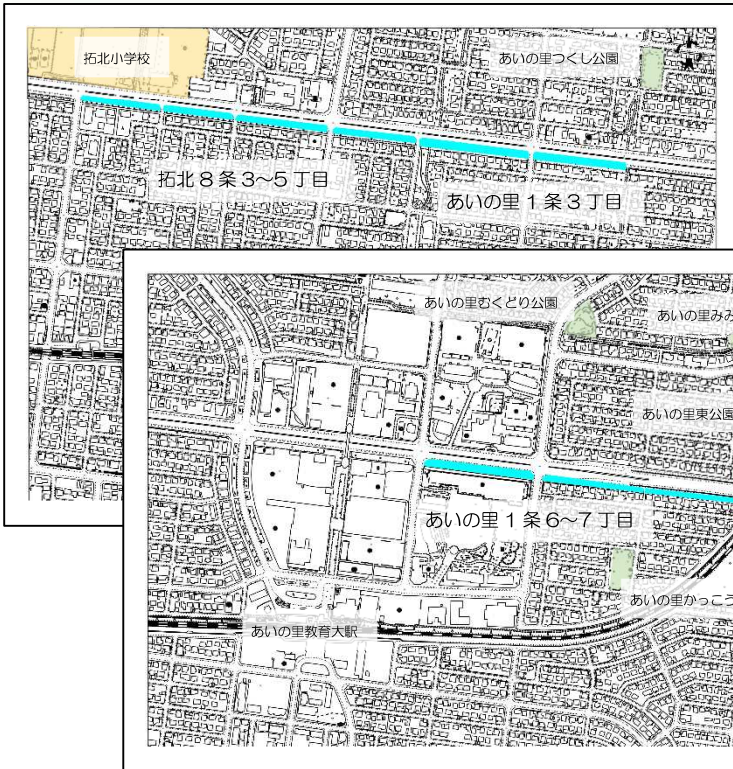 拓北小学校
あいの里つくし公園
拓北８条３～５丁目
あいの里１条３丁目
あいの里むくどり公園
あいの里みみ
あいの里東公園
あいの里１条６～７丁目
あいの里かっこう
あいの里教育大駅